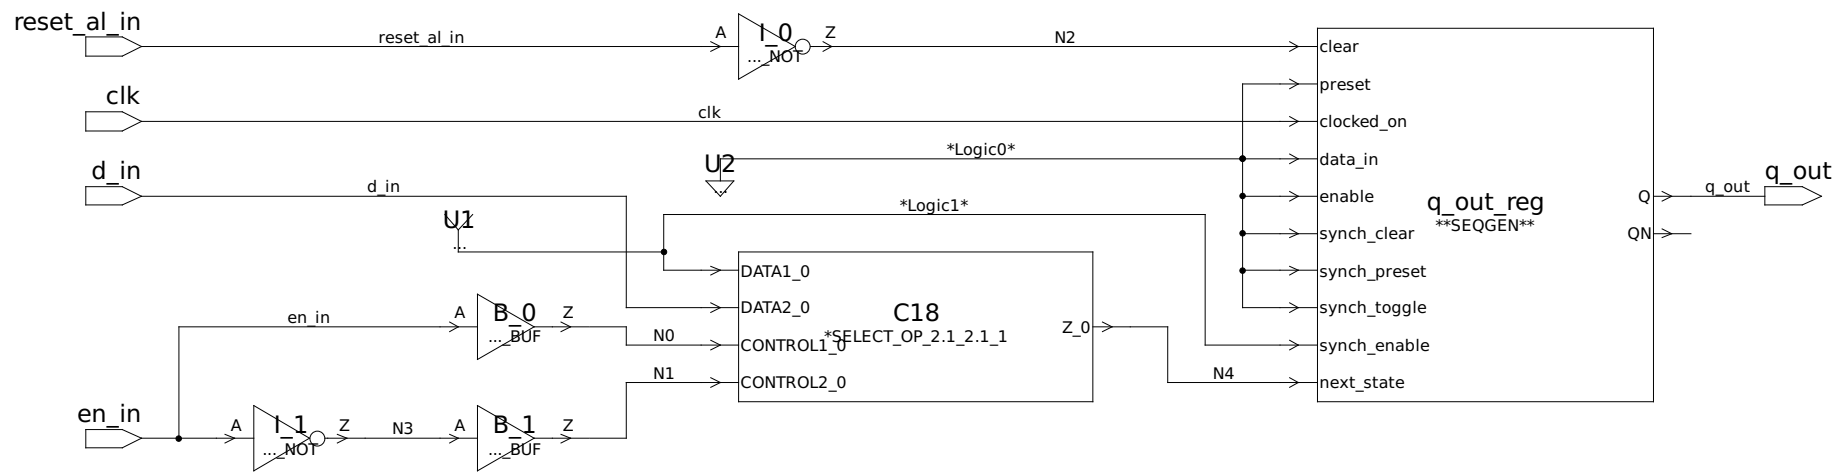 reset_al_in
reset_al_in
A
I_0
..._NOT
Z
N2
clear
preset
clk
clk
clocked_on
*Logic0*
U2
...
data_in
d_in
d_in
enable
*Logic1*
U1
...
synch_clear
synch_preset
synch_toggle
synch_enable
next_state
q_out_reg
**SEQGEN**
Q
QN
q_out
q_out
DATA1_0
DATA2_0
CONTROL1_0
CONTROL2_0
C18
*SELECT_OP_2.1_2.1_1
Z_0
N4
en_in
A
B_0
..._BUF
Z
N0
N1
en_in
A
I_1
..._NOT
Z
N3
A
B_1
..._BUF
Z